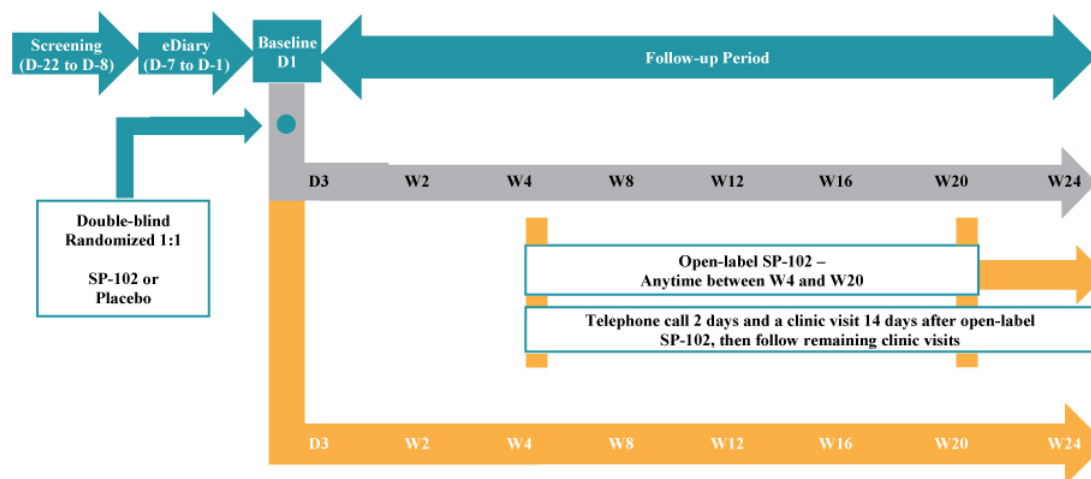 Screening
(D-22 to D-8)
eDiary
(D-7 to D-1)
Baseline
D1
Follow-up Period
D3 W2 W4 W8 W12 W16 W20 W24
Double-blind
Randomized 1:1
SP-102 or
Placebo
Open-label SP-102 –
Anytime between W4 and W20
Telephone call 2 days and a clinic visit 14 days after open-label
SP-102, then follow remaining clinic visits
D3 W2 W4 W8 W12 W16 W20 W24